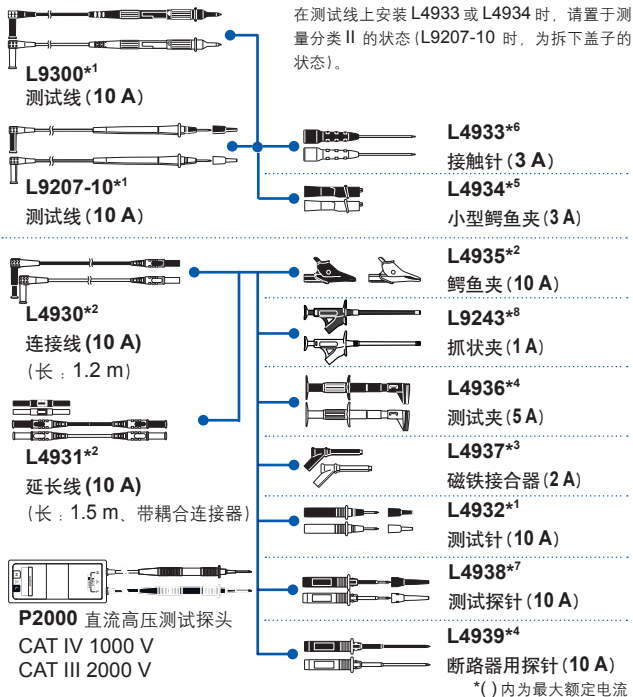 在测试线上安装 L4933 或 L4934 时，请置于测
量分类 II 的状态（L9207-10 时，为拆下盖子的
状态）。
L9300*1
测试线（10 A）
L9207-10*1
测试线（10 A）
L4933*6
接触针（3 A）
L4934*5
小型鳄鱼夹（3 A）
L4930*2
连接线 (10 A)
（长：1.2 m）
L4931*2
延长线 (10 A)
（长：1.5 m、带耦合连接器）
P2000 直流高压测试探头
CAT IV 1000 V
CAT III 2000 V
L4935*2
鳄鱼夹（10 A）
L9243*8
抓状夹（1 A）
L4936*4
测试夹（5 A）
L4937*3
磁铁接合器（2 A）
L4932*1
测试针（10 A）
L4938*7
测试探针（10 A）
L4939*4
断路器用探针（10 A）
*( ) 内为最大额定电流